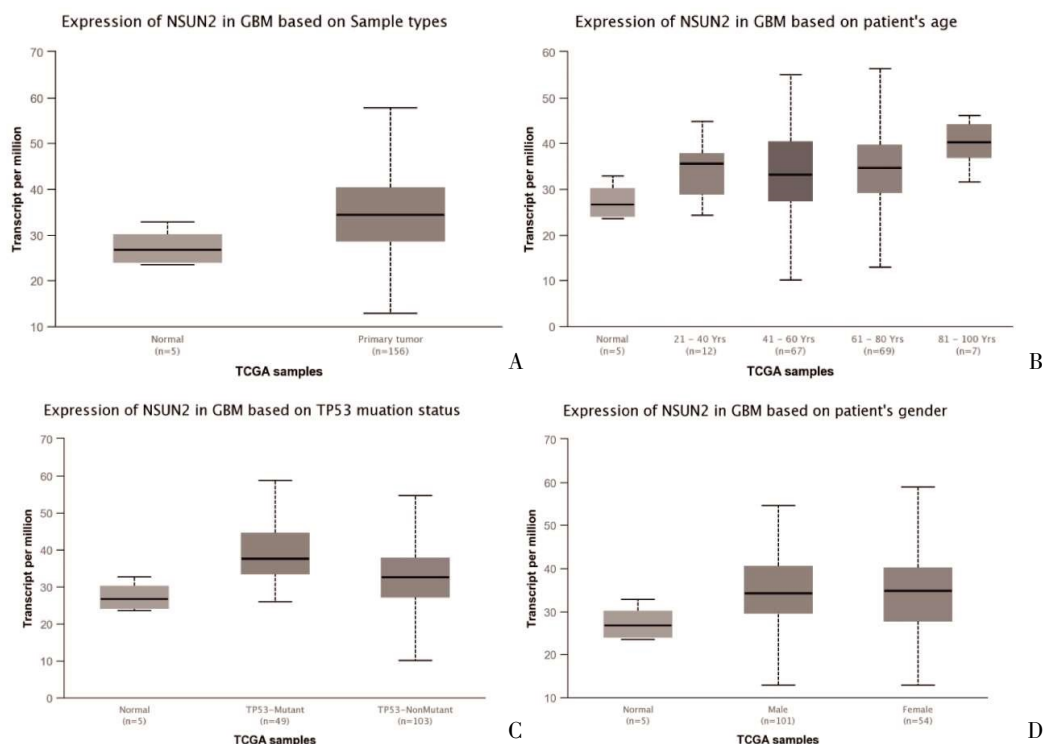 Expression of NSUN2 in GBM based on Sample types
Transcript per million
70
60
50
40
30
20
10
Normal
(n=5)
Primary tumor
(n=156)
TCGA samples
A
Expression of NSUN2 in GBM based on patient's age
Transcript per million
60
50
40
30
20
10
0
Normal
(n=5)
21 - 40 Yrs
(n=12)
41 - 60 Yrs
(n=67)
61 - 80 Yrs
(n=69)
81 - 100 Yrs
(n=7)
TCGA samples
B
Expression of NSUN2 in GBM based on TP53 muation status
Transcript per million
70
60
50
40
30
20
10
0
Normal
(n=5)
TP53-Mutant
(n=49)
TP53-NonMutant
(n=103)
TCGA samples
C
Expression of NSUN2 in GBM based on patient's gender
Transcript per million
70
60
50
40
30
20
10
Normal
(n=5)
Male
(n=101)
Female
(n=54)
TCGA samples
D